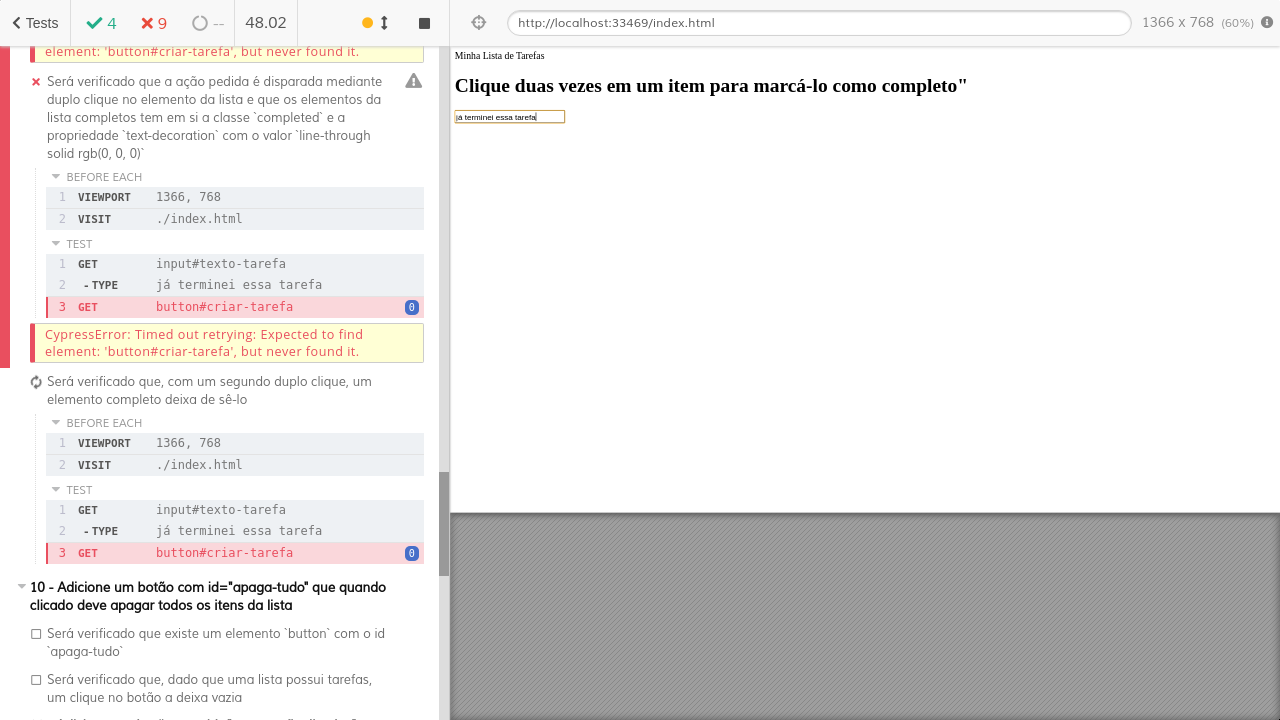 Tests
4
9
--
48.02
http://localhost:33469/index.html
1366 x 768 (60%)
element: 'button#criar-tarefa', but never found it.
Será verificado que a ação pedida é disparada mediante
duplo clique no elemento da lista e que os elementos da
lista completos tem em si a classe `completed` e a
propriedade `text-decoration` com o valor `line-through
solid rgb(0, 0, 0)`
BEFORE EACH
1 VIEWPORT 1366, 768
2 VISIT ./index.html
TEST
1 GET input#texto-tarefa
2 -TYPE já terminei essa tarefa
3 GET button#criar-tarefa 0
CypressError: Timed out retrying: Expected to find
element: 'button#criar-tarefa', but never found it.
Será verificado que, com um segundo duplo clique, um
elemento completo deixa de sê-lo
BEFORE EACH
1 VIEWPORT 1366, 768
2 VISIT ./index.html
TEST
1 GET input#texto-tarefa
2 -TYPE já terminei essa tarefa
3 GET button#criar-tarefa 0
10 - Adicione um botão com id="apaga-tudo" que quando
clicado deve apagar todos os itens da lista
Será verificado que existe um elemento `button` com o id
`apaga-tudo`
Será verificado que, dado que uma lista possui tarefas,
um clique no botão a deixa vazia
Minha Lista de Tarefas
Clique duas vezes em um item para marcá-lo como completo"
já terminei essa tarefa